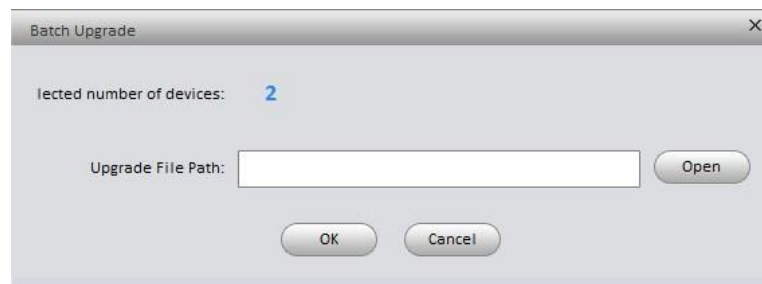 Batch Upgrade
lected number of devices: 2
Upgrade File Path: Open
OK Cancel